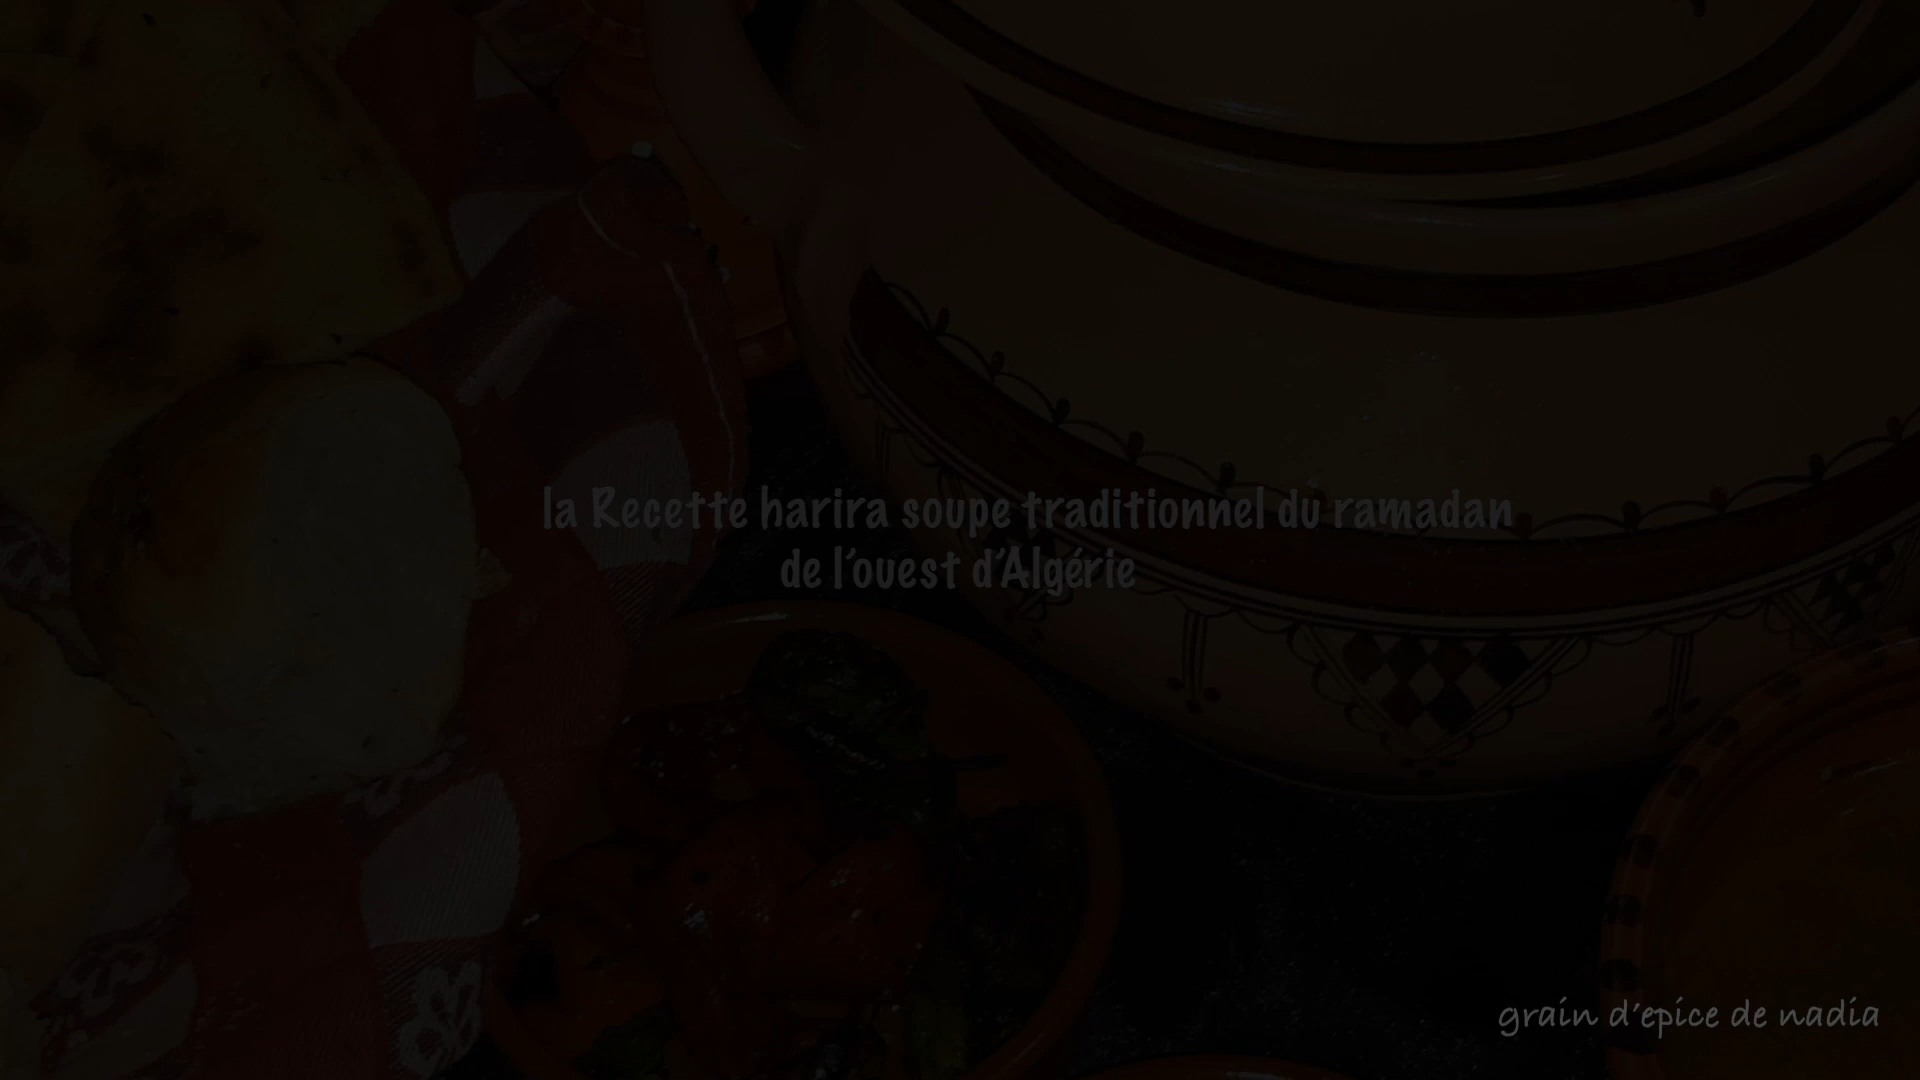 la Recette harira soupe traditionnel du ramadan
de l'ouest d'Algérie
grain d'epice de nadia